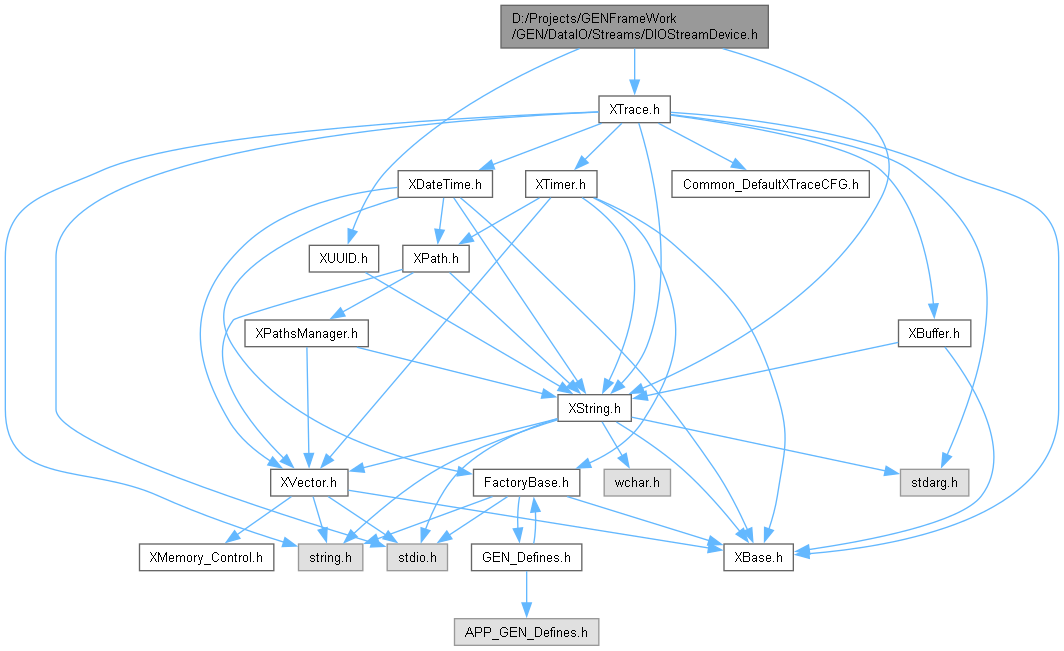 D:/Projects/GENFrameWork
/GEN/DataIO/Streams/DIOStreamDevice.h
XTrace.h
XDateTime.h
XTimer.h
Common_DefaultXTraceCFG.h
XUUID.h
XPath.h
XPathsManager.h
XBuffer.h
XString.h
XVector.h
FactoryBase.h
wchar.h
stdarg.h
XMemory_Control.h
string.h
stdio.h
GEN_Defines.h
XBase.h
APP_GEN_Defines.h